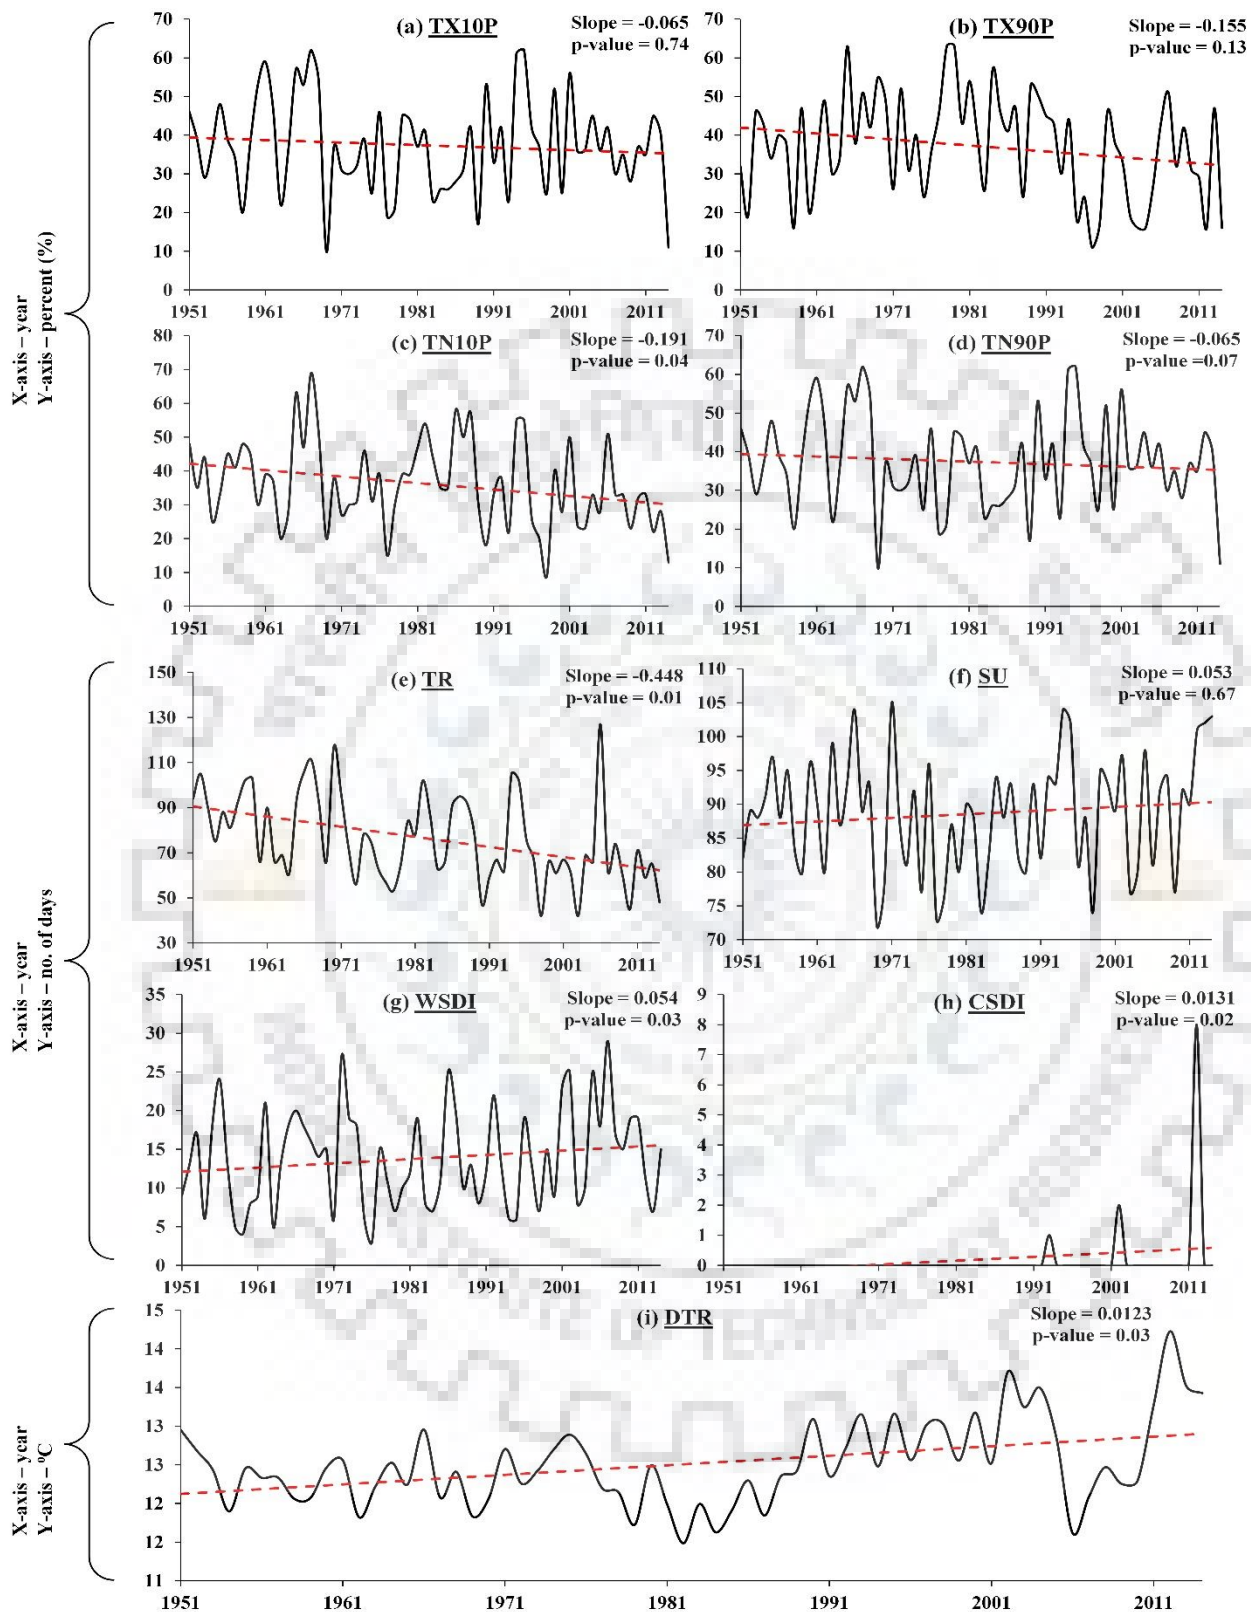 (a) TX10P
Slope = -0.065
p-value = 0.74
70
60
50
40
30
20
10
0
1951 1961 1971 1981 1991 2001 2011
(b) TX90P
Slope = -0.155
p-value = 0.13
70
60
50
40
30
20
10
0
1951 1961 1971 1981 1991 2001 2011
X-axis – year
Y-axis – percent (%)
(c) TN10P
Slope = -0.191
p-value = 0.04
80
70
60
50
40
30
20
10
0
1951 1961 1971 1981 1991 2001 2011
(d) TN90P
Slope = -0.065
p-value = 0.07
70
60
50
40
30
20
10
0
1951 1961 1971 1981 1991 2001 2011
(e) TR
Slope = -0.448
p-value = 0.01
150
130
110
90
70
50
30
1951 1961 1971 1981 1991 2001 2011
(f) SU
Slope = 0.053
p-value = 0.67
110
105
100
95
90
85
80
75
70
1951 1961 1971 1981 1991 2001 2011
X-axis – year
Y-axis – no. of days
(g) WSDI
Slope = 0.054
p-value = 0.03
35
30
25
20
15
10
5
0
1951 1961 1971 1981 1991 2001 2011
(h) CSDI
Slope = 0.0131
p-value = 0.02
9
8
7
6
5
4
3
2
1
0
1951 1961 1971 1981 1991 2001 2011
X-axis – year
Y-axis – ºC
(i) DTR
Slope = 0.0123
p-value = 0.03
15
14
14
13
13
12
12
11
1951 1961 1971 1981 1991 2001 2011